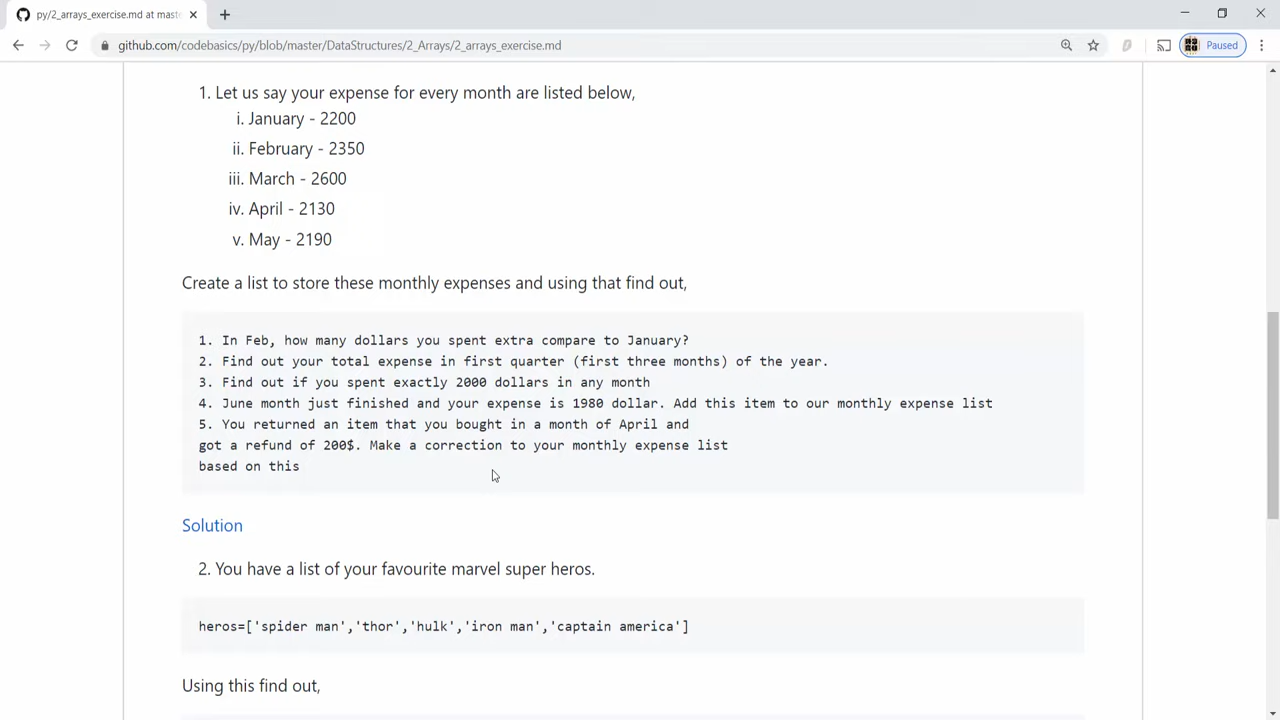 py/2_arrays_exercise.md at mast
github.com/codebasics/py/blob/master/DataStructures/2_Arrays/2_arrays_exercise.md
Paused
1. Let us say your expense for every month are listed below,
i. January - 2200
ii. February - 2350
iii. March - 2600
iv. April - 2130
v. May - 2190
Create a list to store these monthly expenses and using that find out,
1. In Feb, how many dollars you spent extra compare to January?
2. Find out your total expense in first quarter (first three months) of the year.
3. Find out if you spent exactly 2000 dollars in any month
4. June month just finished and your expense is 1980 dollar. Add this item to our monthly expense list
5. You returned an item that you bought in a month of April and
got a refund of 200$. Make a correction to your monthly expense list
based on this
Solution
2. You have a list of your favourite marvel super heros.
heros=['spider man','thor','hulk','iron man','captain america']
Using this find out,